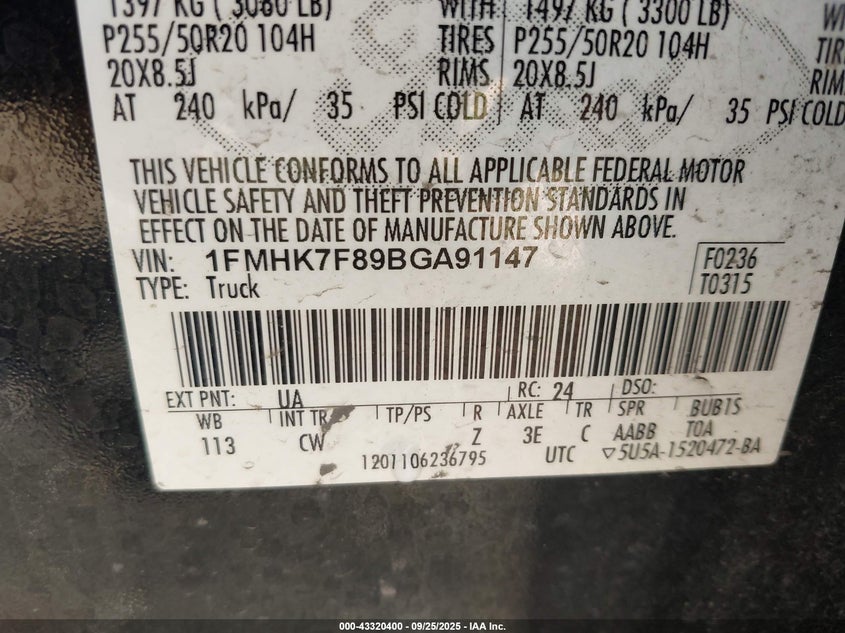 1397 KG ( 3080 LB) WITH 1497 KG ( 3300 LB) WI
P255/50R20 104H TIRES P255/50R20 104H TIR
20X8.5J RIMS 20X8.5J RIM
AT 240 kPa/ 35 PSI COLD AT 240 kPa/ 35 PSI COLD
THIS VEHICLE CONFORMS TO ALL APPLICABLE FEDERAL MOTOR
VEHICLE SAFETY AND THEFT PREVENTION STANDARDS IN
EFFECT ON THE DATE OF MANUFACTURE SHOWN ABOVE.
VIN: 1FMHK7F89BGA91147 F0236
TYPE: Truck T0315
EXT PNT: UA RC: 24 DSO:
WB INT TR TP/PS R AXLE TR SPR BUB1S
113 CW Z 3E C AABB TOA
1201106236795 UTC ▽5U5A-1520472-BA
000-43320400 - 09/25/2025 - IAA Inc.